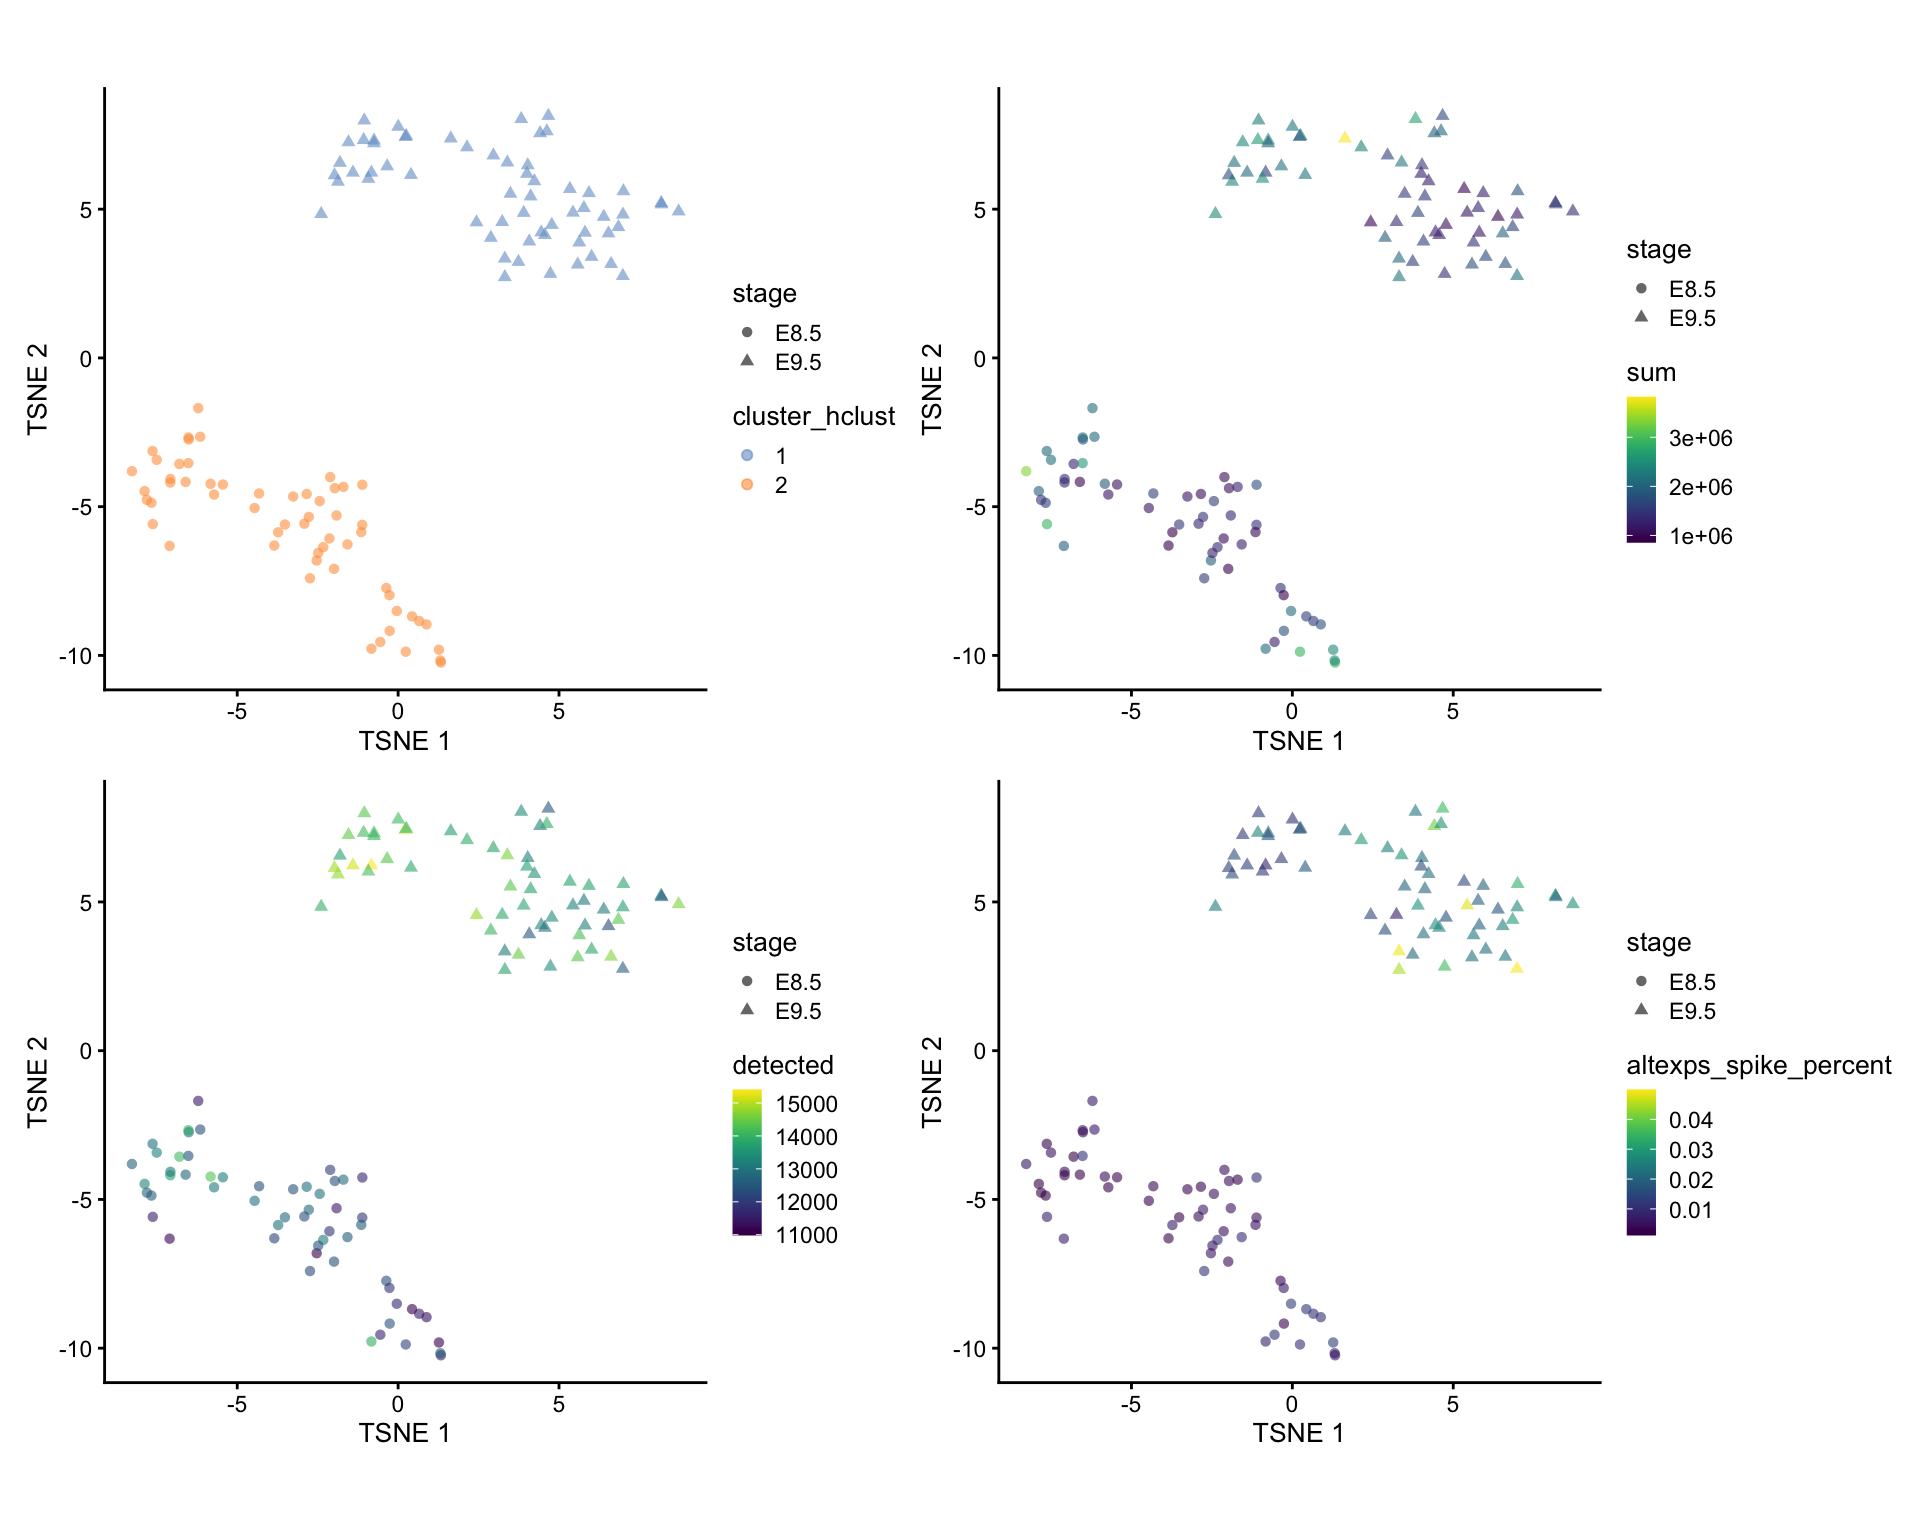 TSNE 2
5
0
-5
-10
-5
0
5
TSNE 1
stage
E8.5
E9.5
cluster_hclust
1
2
TSNE 2
5
0
-5
-10
-5
0
5
TSNE 1
stage
E8.5
E9.5
sum
3e+06
2e+06
1e+06
TSNE 2
5
0
-5
-10
-5
0
5
TSNE 1
stage
E8.5
E9.5
detected
15000
14000
13000
12000
11000
TSNE 2
5
0
-5
-10
-5
0
5
TSNE 1
stage
E8.5
E9.5
altexps_spike_percent
0.04
0.03
0.02
0.01